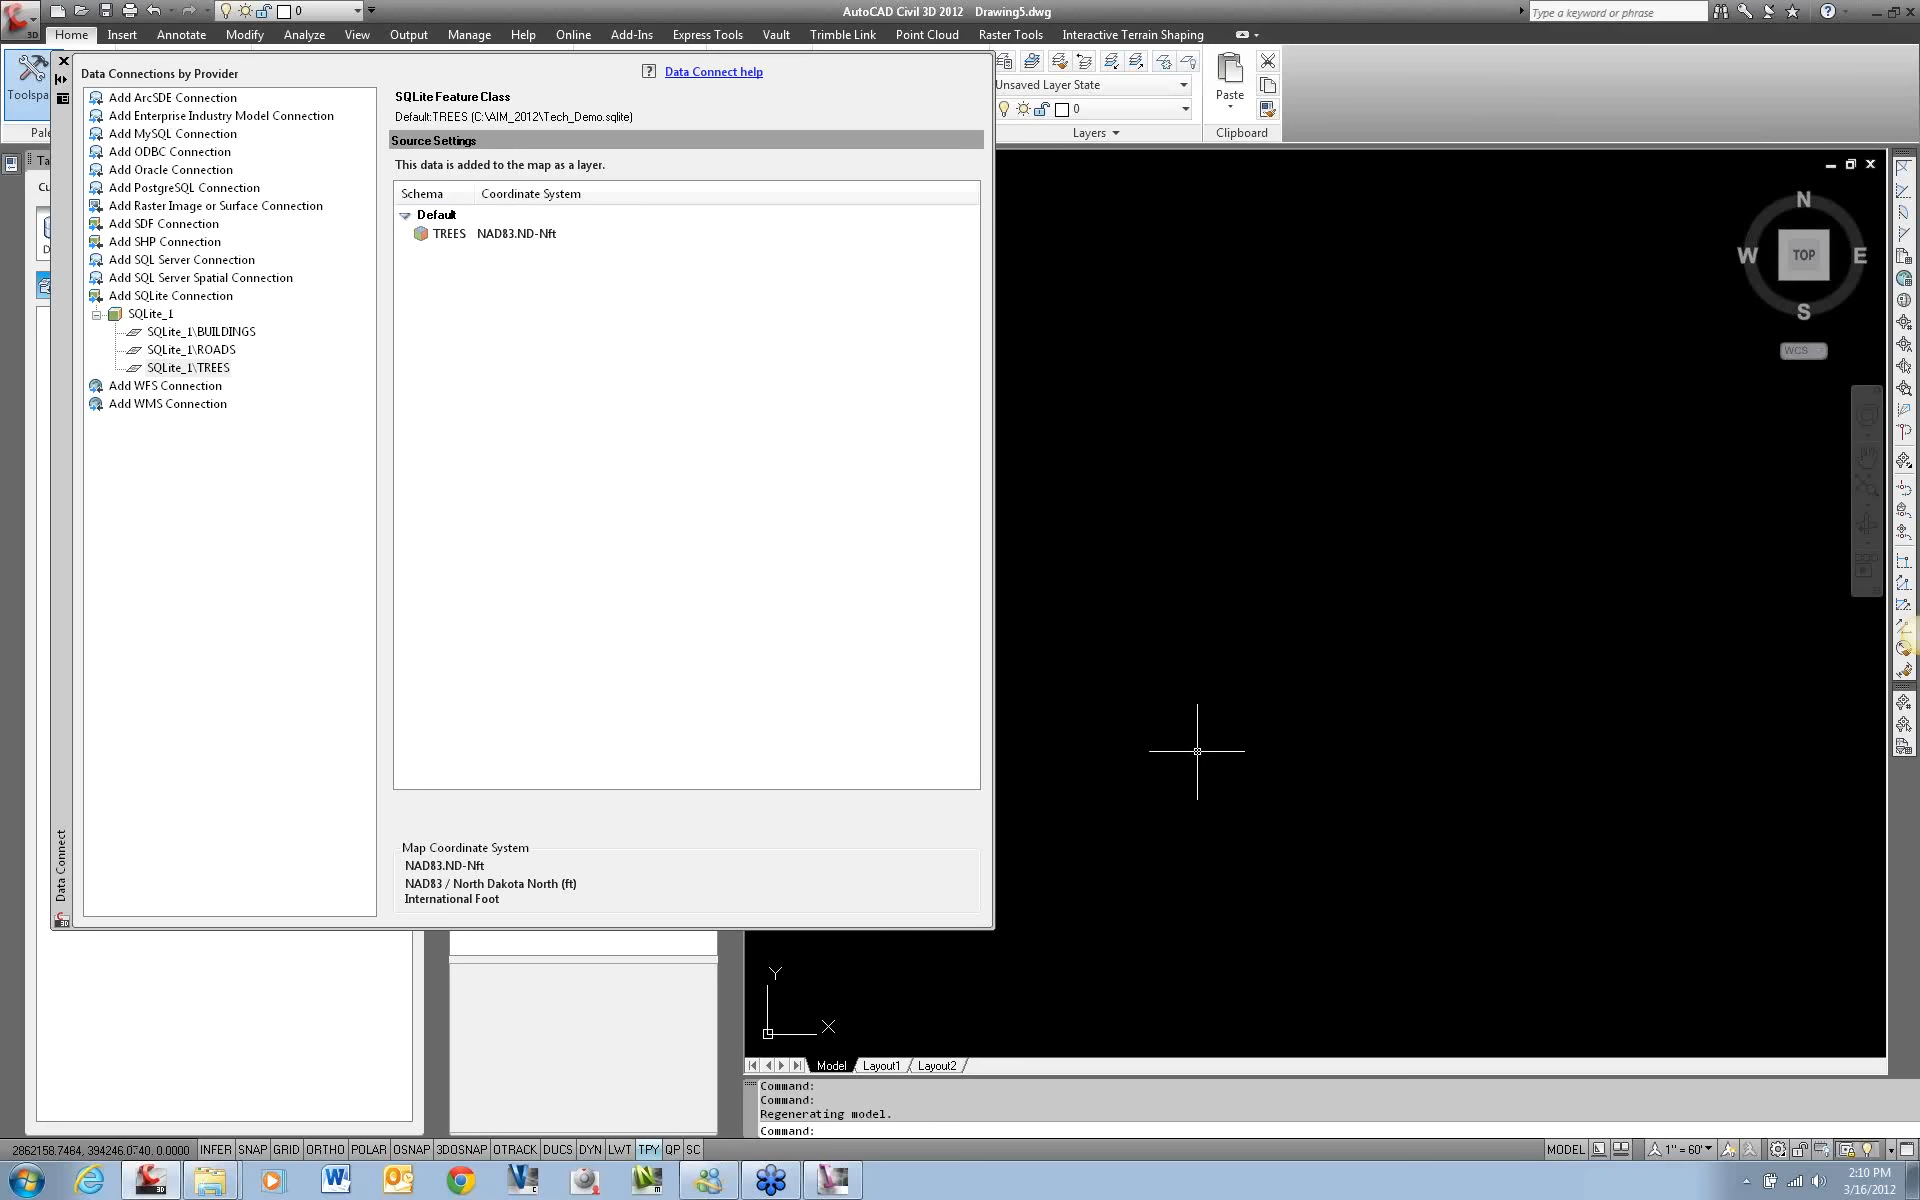 0
AutoCAD Civil 3D 2012 Drawing5.dwg
Type a keyword or phrase
3D
Home Insert Annotate Modify Analyze View Output Manage Help Online Add-Ins Express Tools Vault Trimble Link Point Cloud Raster Tools Interactive Terrain Shaping
Toolspa
Pale
Ta
Cu
D
Unsaved Layer State
0
Layers
Paste
Clipboard
Data Connections by Provider
Add ArcSDE Connection
Add Enterprise Industry Model Connection
Add MySQL Connection
Add ODBC Connection
Add Oracle Connection
Add PostgreSQL Connection
Add Raster Image or Surface Connection
Add SDF Connection
Add SHP Connection
Add SQL Server Connection
Add SQL Server Spatial Connection
Add SQLite Connection
SQLite_1
SQLite_1\BUILDINGS
SQLite_1\ROADS
SQLite_1\TREES
Add WFS Connection
Add WMS Connection
Data Connect
Data Connect help
SQLite Feature Class
Default:TREES (C:\AIM_2012\Tech_Demo.sqlite)
Source Settings
This data is added to the map as a layer.
Schema Coordinate System
Default
TREES NAD83.ND-Nft
Map Coordinate System
NAD83.ND-Nft
NAD83 / North Dakota North (ft)
International Foot
N
W TOP E
S
WCS
Y
X
Model Layout1 Layout2
Command:
Command:
Regenerating model.
Command:
INFER SNAP GRID ORTHO POLAR OSNAP 3DOSNAP OTRACK DUCS DYN LWT TPY QP SC
MODEL 1" = 60'
2:10 PM
3/16/2012